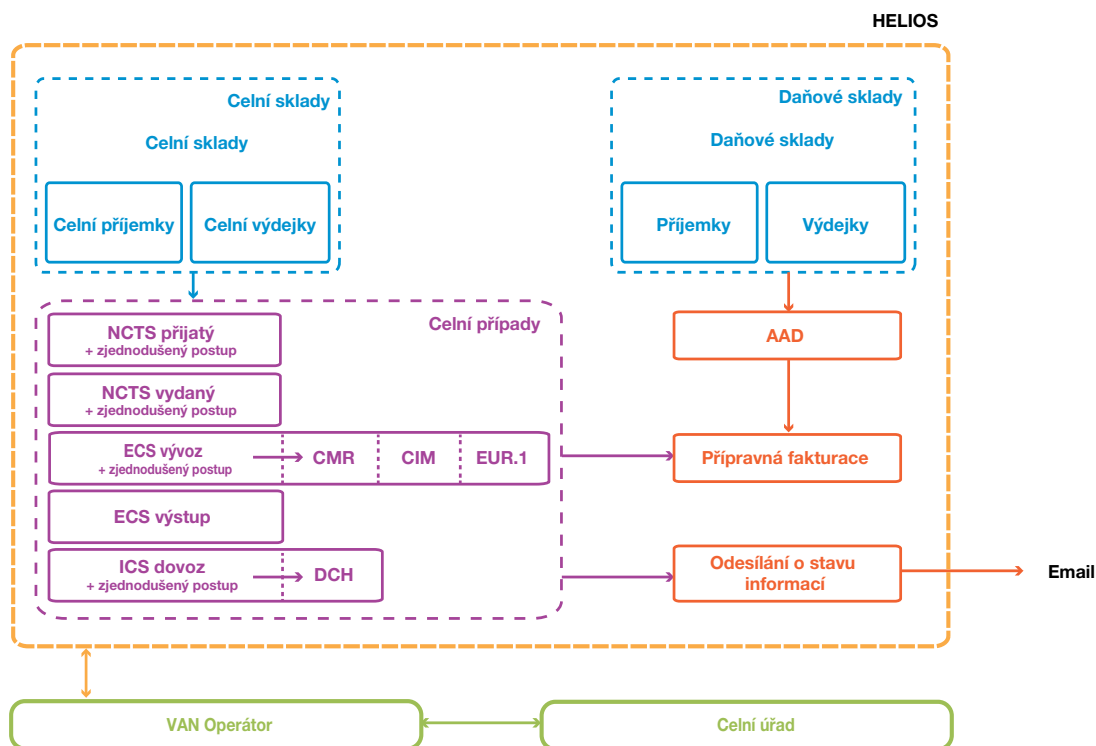 HELIOS
Celní sklady
Celní sklady
Celní příjemky
Celní výdejky
Daňové sklady
Daňové sklady
Příjemky
Výdejky
Celní případy
NCTS přijatý
+ zjednodušený postup
NCTS vydaný
+ zjednodušený postup
ECS vývoz
+ zjednodušený postup
CMR
CIM
EUR.1
ECS výstup
ICS dovoz
+ zjednodušený postup
DCH
AAD
Přípravná fakturace
Odesílání o stavu
informací
Email
VAN Operátor
Celní úřad